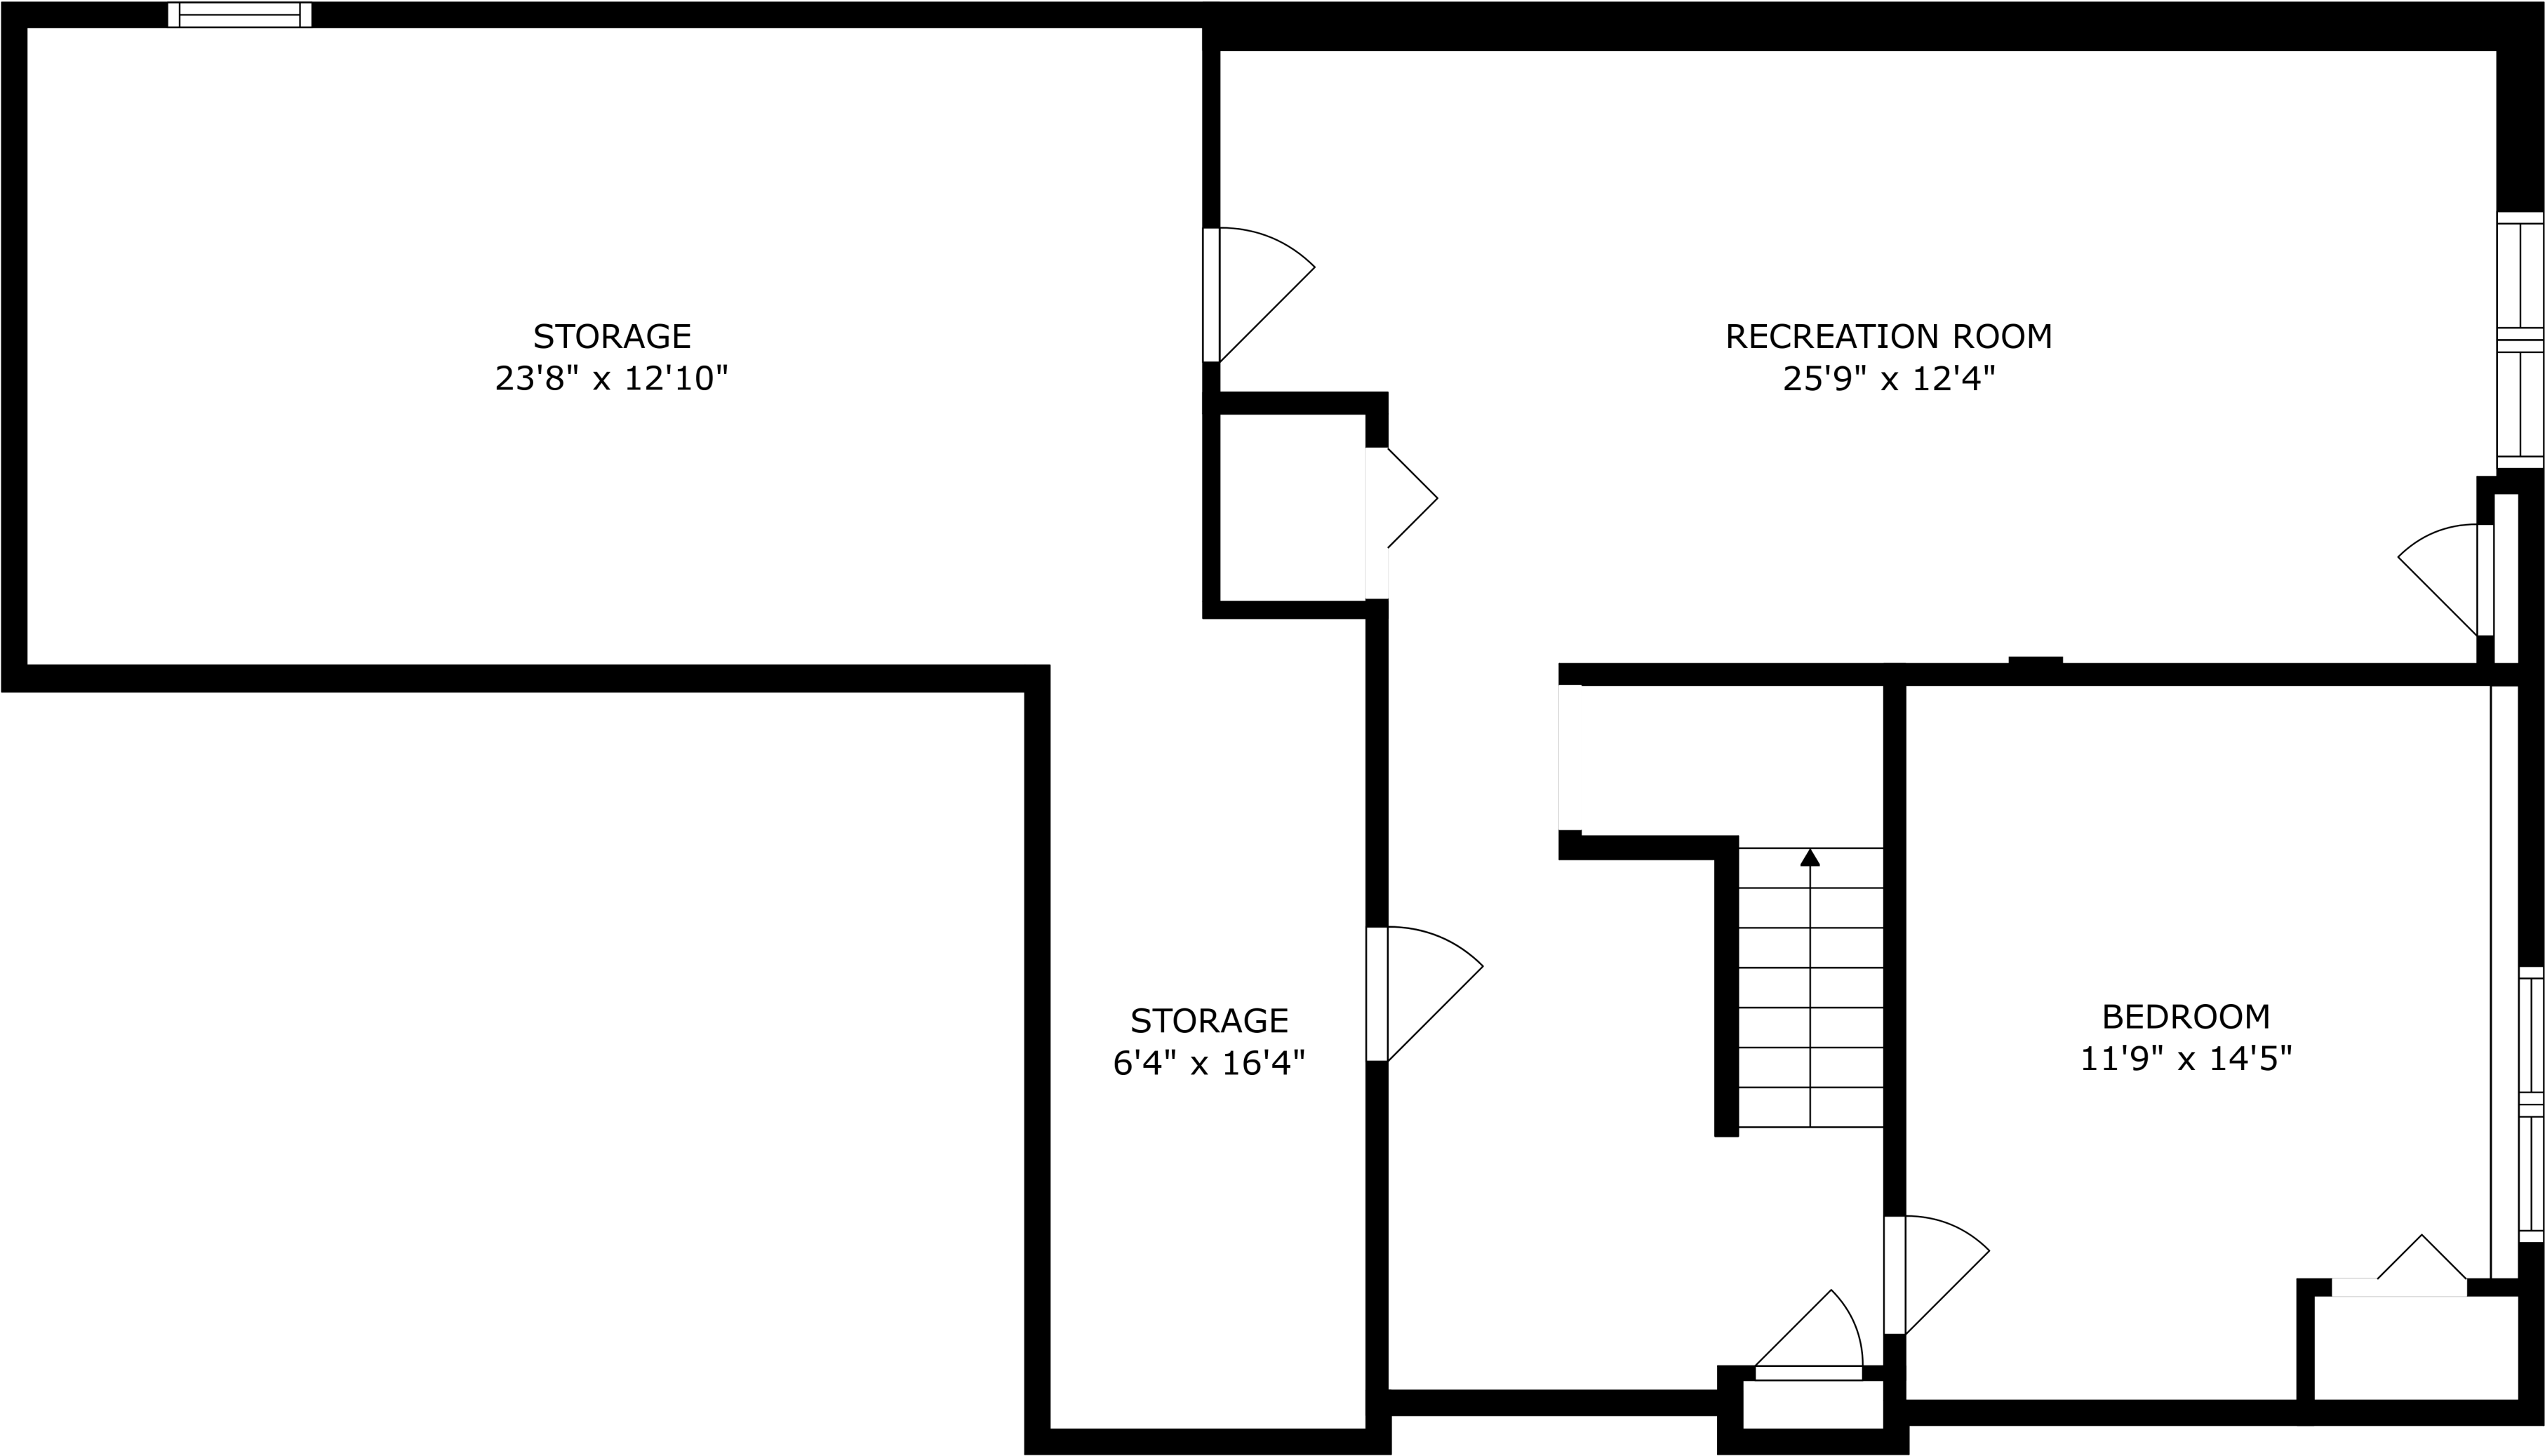 STORAGE
23'8" x 12'10"
RECREATION ROOM
25'9" x 12'4"
STORAGE
6'4" x 16'4"
BEDROOM
11'9" x 14'5"